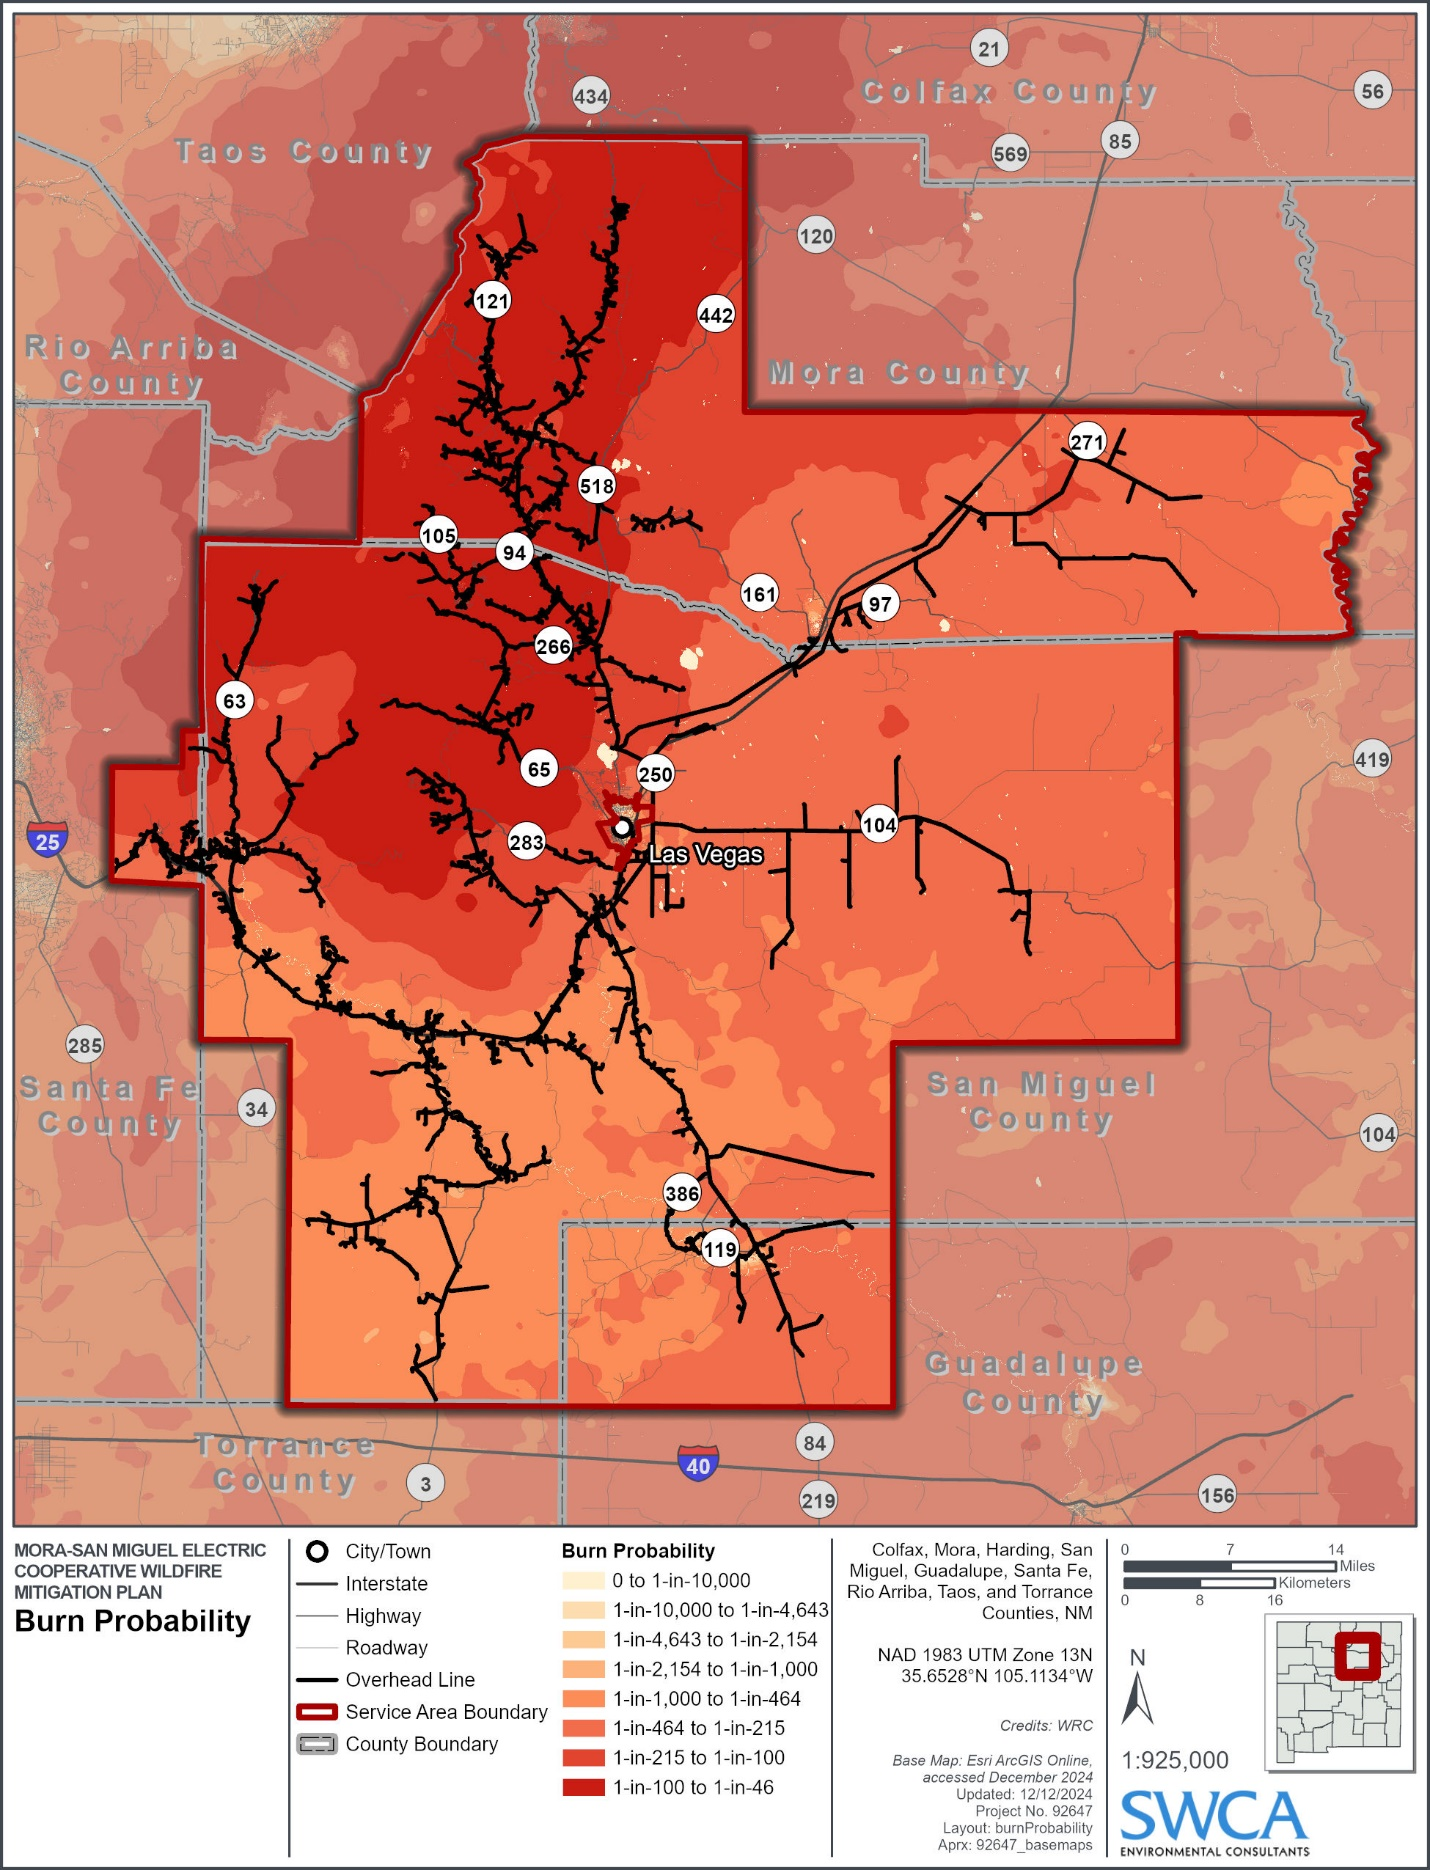 21
Colfax County
56
434
85
Taos County
569
120
121
442
Rio Arriba
County
Mora County
271
518
105
94
161
97
266
63
65
250
419
25
283
104
Las Vegas
285
Santa Fe
County
34
San Miguel
County
104
386
119
Guadalupe
County
Torrance
County
84
40
3
219
156
MORA-SAN MIGUEL ELECTRIC
COOPERATIVE WILDFIRE
MITIGATION PLAN
Burn Probability
City/Town
Interstate
Highway
Roadway
Overhead Line
Service Area Boundary
County Boundary
Burn Probability
0 to 1-in-10,000
1-in-10,000 to 1-in-4,643
1-in-4,643 to 1-in-2,154
1-in-2,154 to 1-in-1,000
1-in-1,000 to 1-in-464
1-in-464 to 1-in-215
1-in-215 to 1-in-100
1-in-100 to 1-in-46
Colfax, Mora, Harding, San
Miguel, Guadalupe, Santa Fe,
Rio Arriba, Taos, and Torrance
Counties, NM
NAD 1983 UTM Zone 13N
35.6528°N 105.1134°W
Credits: WRC
Base Map: Esri ArcGIS Online,
accessed December 2024
Updated: 12/12/2024
Project No. 92647
Layout: burnProbability
Aprx: 92647_basemaps
0 7 14
Miles
Kilometers
0 8 16
N
1:925,000
SWCA
ENVIRONMENTAL CONSULTANTS